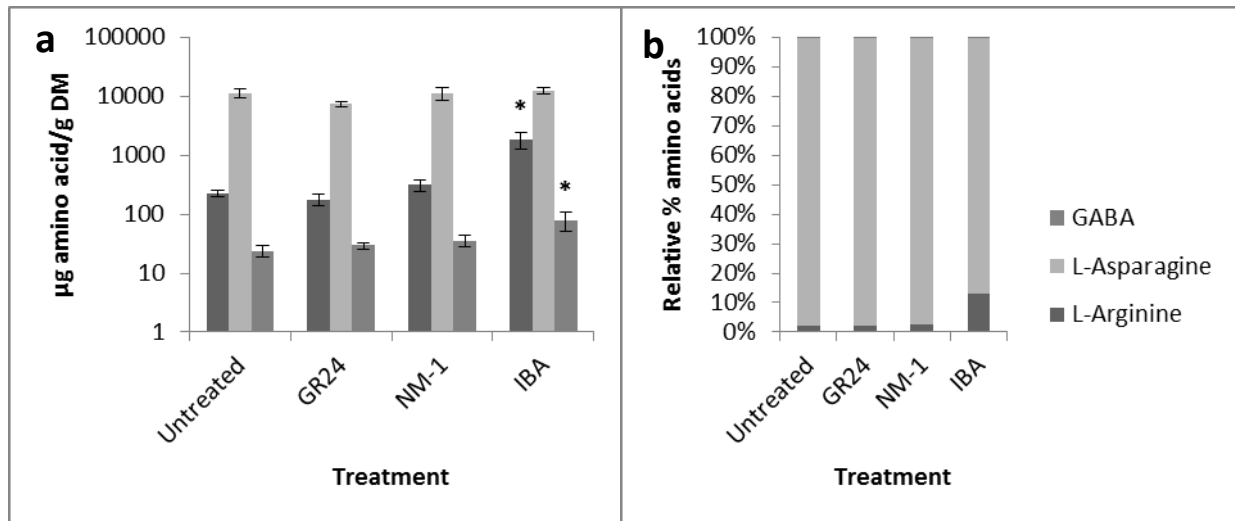 a
µg amino acid/g DM
100000
10000
1000
100
10
1
*
*
Untreated
GR24
NM-1
IBA
Treatment
b
Relative % amino acids
100%
90%
80%
70%
60%
50%
40%
30%
20%
10%
0%
Untreated
GR24
NM-1
IBA
Treatment
GABA
L-Asparagine
L-Arginine